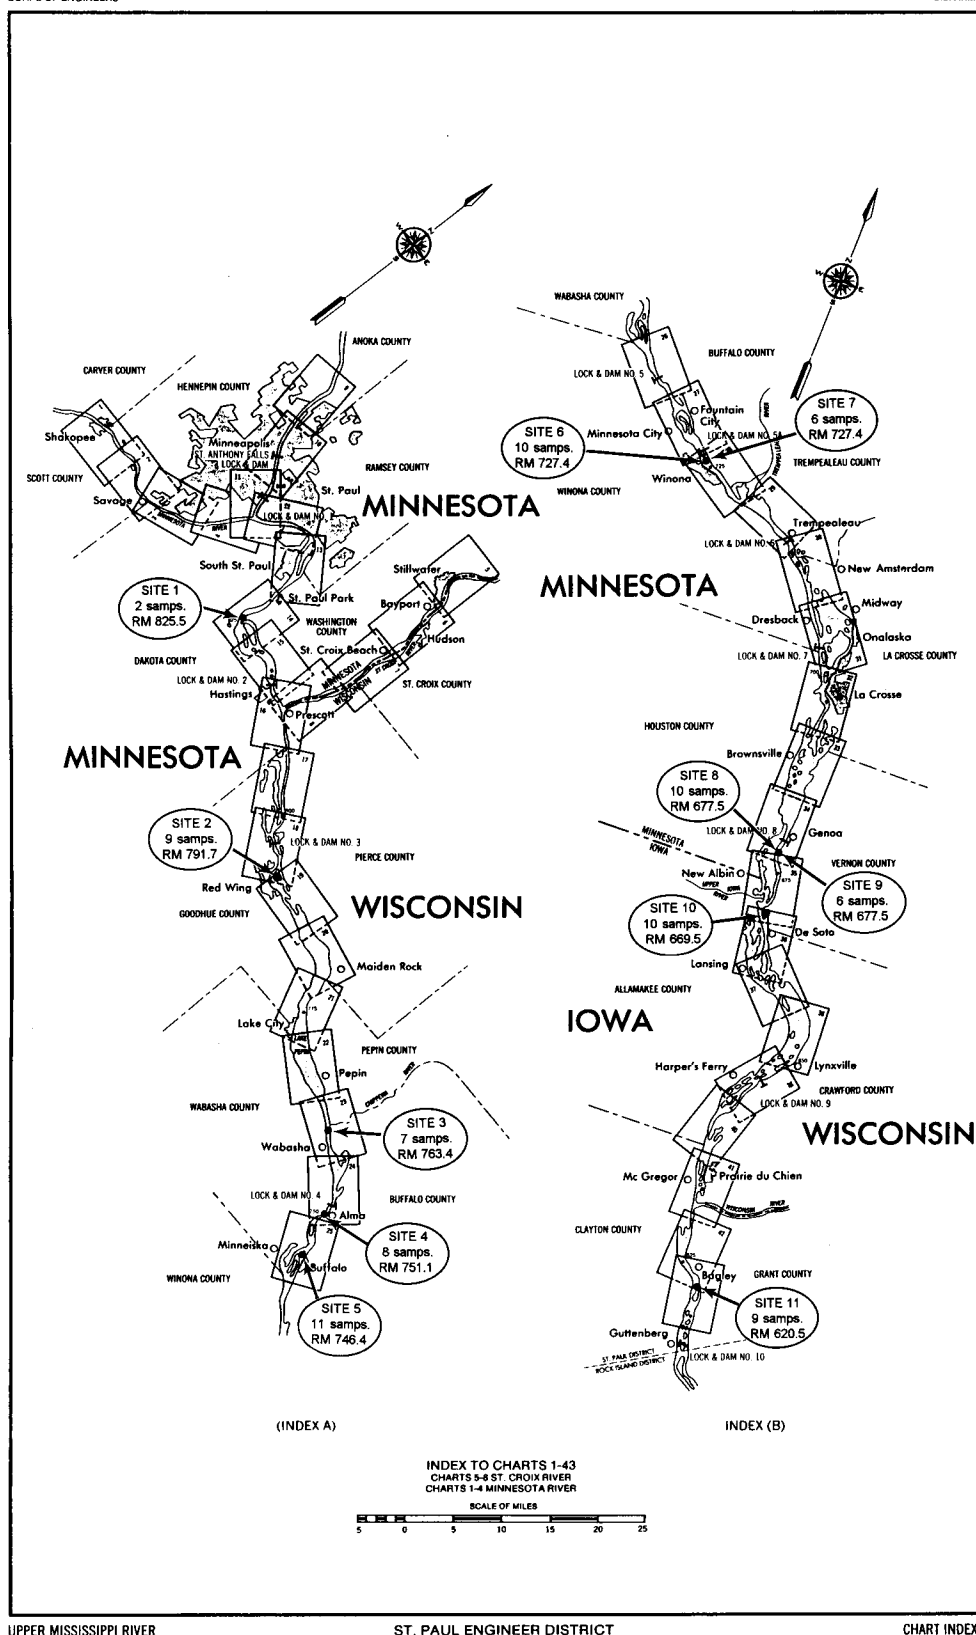 ANOKA COUNTY
CARVER COUNTY
HENNEPIN COUNTY
Shakopee
Minneapolis
ST. ANTHONY FALLS
LOCK & DAM
RAMSEY COUNTY
SCOTT COUNTY
St. Paul
MINNESOTA
Savage
MINNESOTA
RIVER
LOCK & DAM NO.
South St. Paul
Stillwater
St. Paul Park
Bayport
SITE 1
2 samps.
RM 825.5
WASHINGTON
COUNTY
Hudson
St. Croix Beach
DAKOTA COUNTY
MINNESOTA
WISCONSIN
ST. CROIX COUNTY
LOCK & DAM NO. 2
Hastings
Prescott
MINNESOTA
SITE 2
9 samps.
RM 791.7
LOCK & DAM NO. 3
PIERCE COUNTY
Red Wing
WISCONSIN
GOODHUE COUNTY
Maiden Rock
Lake City
LAKE
PEPIN
PEPIN COUNTY
Pepin
CHIPPEWA
RIVER
WABASHA COUNTY
SITE 3
7 samps.
RM 763.4
Wabasha
LOCK & DAM NO. 4
BUFFALO COUNTY
Alma
SITE 4
8 samps.
RM 751.1
Minneiska
Buffalo
WINONA COUNTY
SITE 5
11 samps.
RM 746.4
(INDEX A)
WABASHA COUNTY
BUFFALO COUNTY
LOCK & DAM NO. 5
Fountain
City
SITE 7
6 samps.
RM 727.4
SITE 6
10 samps.
RM 727.4
Minnesota City
LOCK & DAM NO. 5A
TREMPEALEAU COUNTY
Winona
WINONA COUNTY
RIVER
Trempealeau
LOCK & DAM NO. 6
New Amsterdam
MINNESOTA
Midway
Dresback
Onalaska
LOCK & DAM NO. 7
LA CROSSE COUNTY
La Crosse
HOUSTON COUNTY
Brownsville
SITE 8
10 samps.
RM 677.5
LOCK & DAM NO. 8
Genoa
MINNESOTA
IOWA
VERNON COUNTY
New Albin
UPPER IOWA
RIVER
SITE 9
6 samps.
RM 677.5
SITE 10
10 samps.
RM 669.5
De Soto
Lansing
ALLAMAKEE COUNTY
IOWA
Harper's Ferry
Lynxville
CRAWFORD COUNTY
LOCK & DAM NO. 9
WISCONSIN
Mc Gregor
Prairie du Chien
WISCONSIN
RIVER
CLAYTON COUNTY
Bagley
GRANT COUNTY
SITE 11
9 samps.
RM 620.5
Guttenberg
ST. PAUL DISTRICT
ROCK ISLAND DISTRICT
LOCK & DAM NO. 10
INDEX (B)
INDEX TO CHARTS 1-43
CHARTS 5-8 ST. CROIX RIVER
CHARTS 1-4 MINNESOTA RIVER
SCALE OF MILES
5 0 5 10 15 20 25
UPPER MISSISSIPPI RIVER
ST. PAUL ENGINEER DISTRICT
CHART INDEX